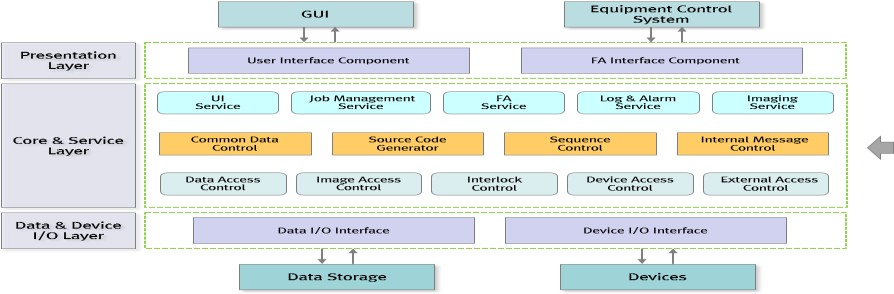 GUI
Equipment Control
System
Presentation
Layer
User Interface Component
FA Interface Component
Core & Service
Layer
UI
Service
Job Management
Service
FA
Service
Log & Alarm
Service
Imaging
Service
Common Data
Control
Source Code
Generator
Sequence
Control
Internal Message
Control
Data Access
Control
Image Access
Control
Interlock
Control
Device Access
Control
External Access
Control
Data & Device
I/O Layer
Data I/O Interface
Device I/O Interface
Data Storage
Devices